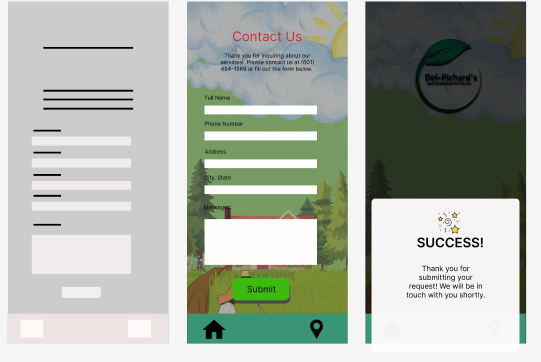 Contact Us
Thank you for inquiring about our
services! Please contact us at (601)
454-1569 or fill out the form below.
Full Name
Phone Number
Address
City, State
Message:
Submit
SUCCESS!
Thank you for
submitting your
request! We will be in
touch with you shortly.